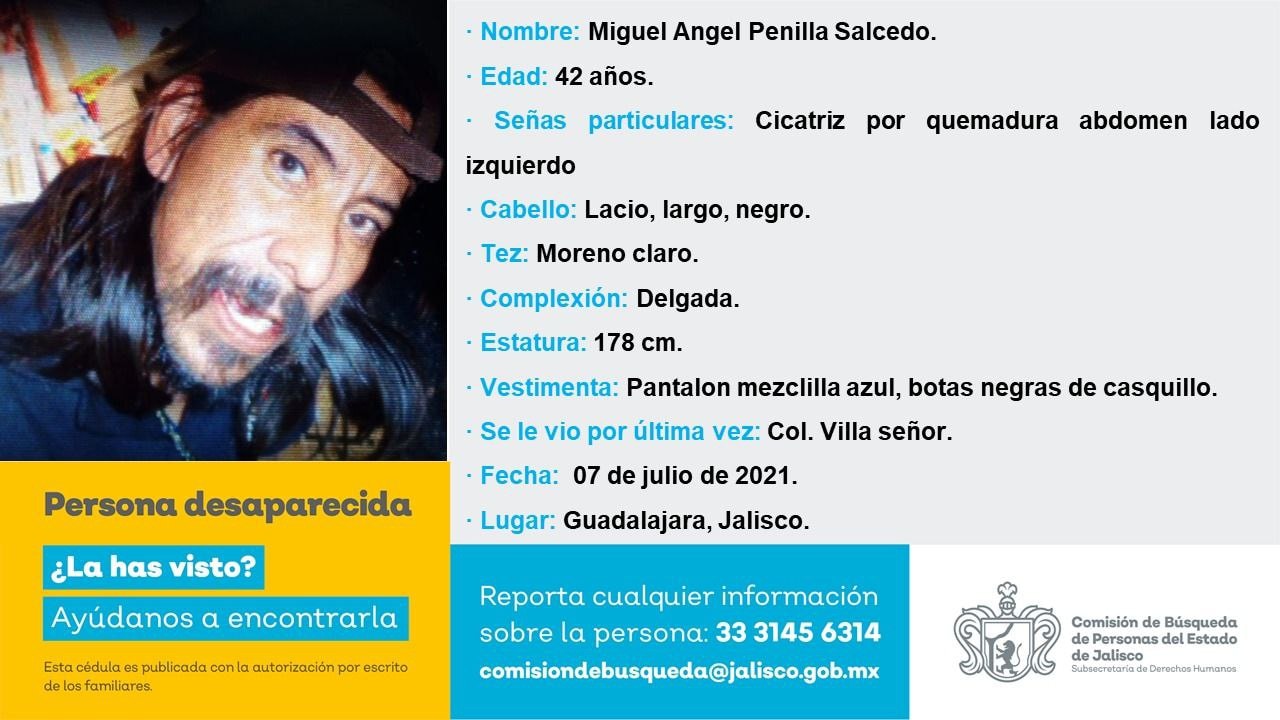 · Nombre: Miguel Angel Penilla Salcedo.
· Edad: 42 años.
· Señas particulares: Cicatriz por quemadura abdomen lado
izquierdo
· Cabello: Lacio, largo, negro.
· Tez: Moreno claro.
· Complexión: Delgada.
· Estatura: 178 cm.
· Vestimenta: Pantalon mezclilla azul, botas negras de casquillo.
· Se le vio por última vez: Col. Villa señor.
· Fecha: 07 de julio de 2021.
· Lugar: Guadalajara, Jalisco.
Persona desaparecida
¿La has visto?
Ayúdanos a encontrarla
Esta cédula es publicada con la autorización por escrito
de los familiares.
Reporta cualquier información
sobre la persona: 33 3145 6314
comisiondebusqueda@jalisco.gob.mx
Comisión de Búsqueda
de Personas del Estado
de Jalisco
Subsecretaría de Derechos Humanos